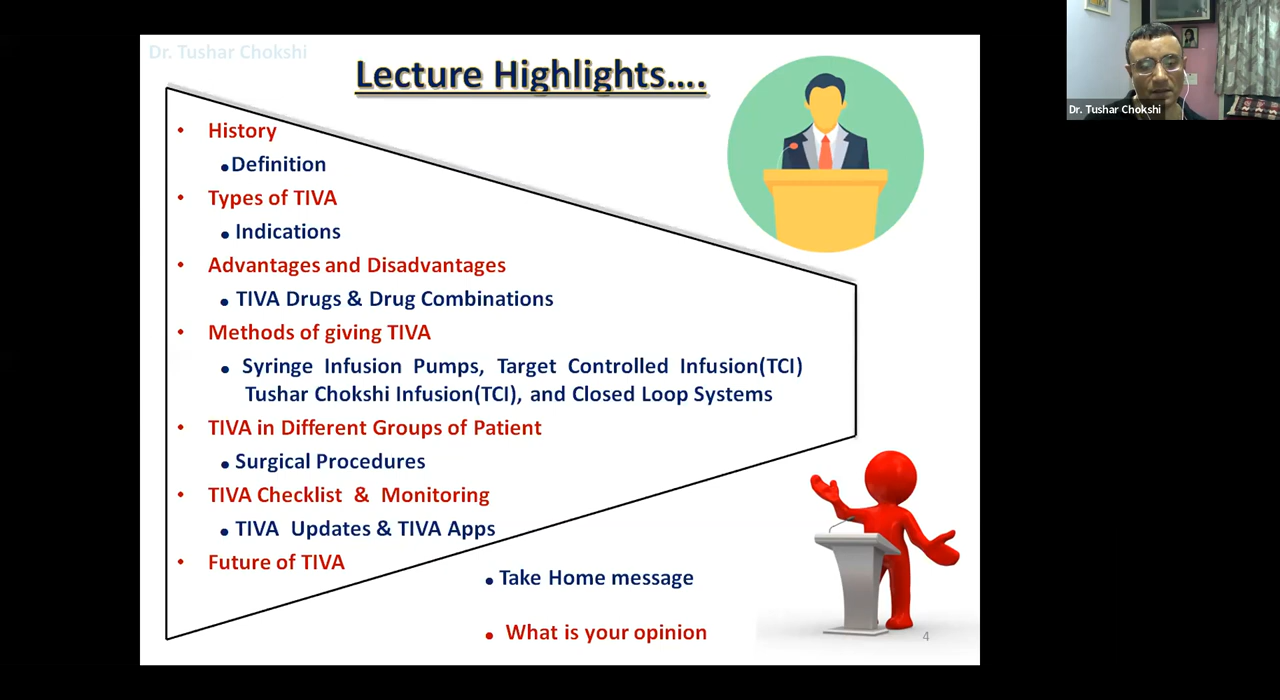 Dr. Tushar Chokshi
Lecture Highlights....
• History
•Definition
• Types of TIVA
• Indications
• Advantages and Disadvantages
• TIVA Drugs & Drug Combinations
• Methods of giving TIVA
• Syringe Infusion Pumps, Target Controlled Infusion(TCI)
Tushar Chokshi Infusion(TCI), and Closed Loop Systems
• TIVA in Different Groups of Patient
• Surgical Procedures
• TIVA Checklist & Monitoring
• TIVA Updates & TIVA Apps
• Future of TIVA
• Take Home message
• What is your opinion
4
Dr. Tushar Chokshi